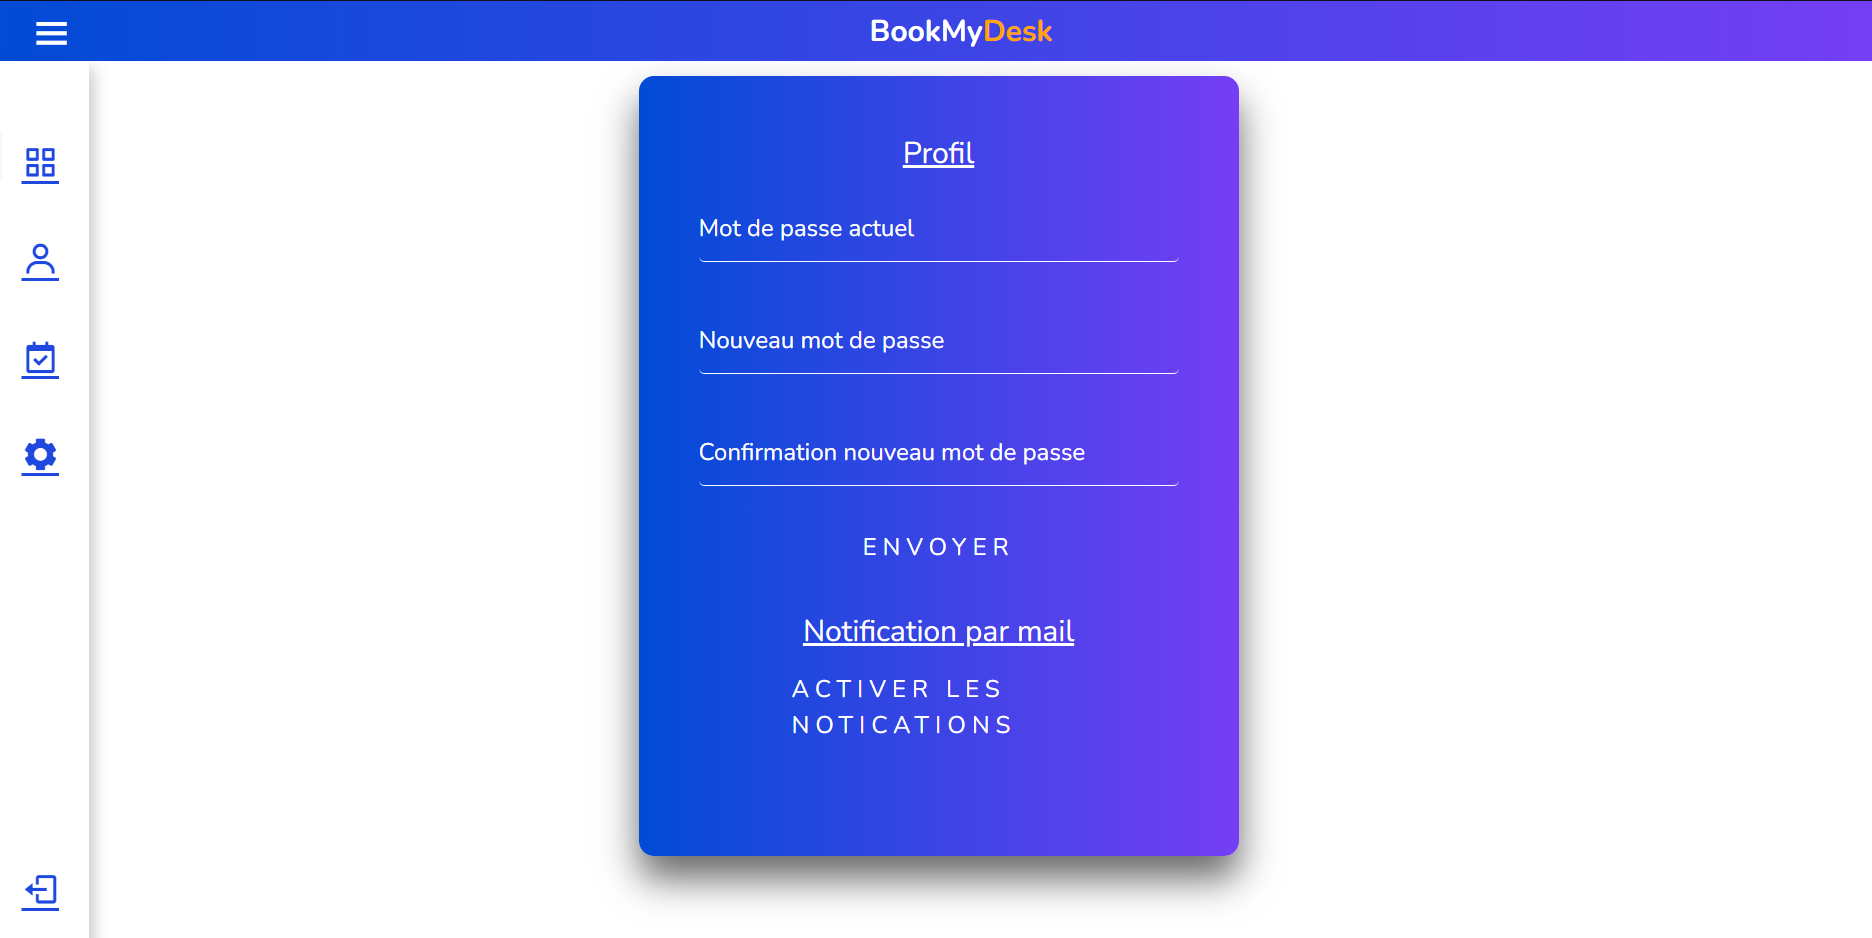 BookMyDesk
Profil
Mot de passe actuel
Nouveau mot de passe
Confirmation nouveau mot de passe
ENVOYER
Notification par mail
ACTIVER LES
NOTICATIONS